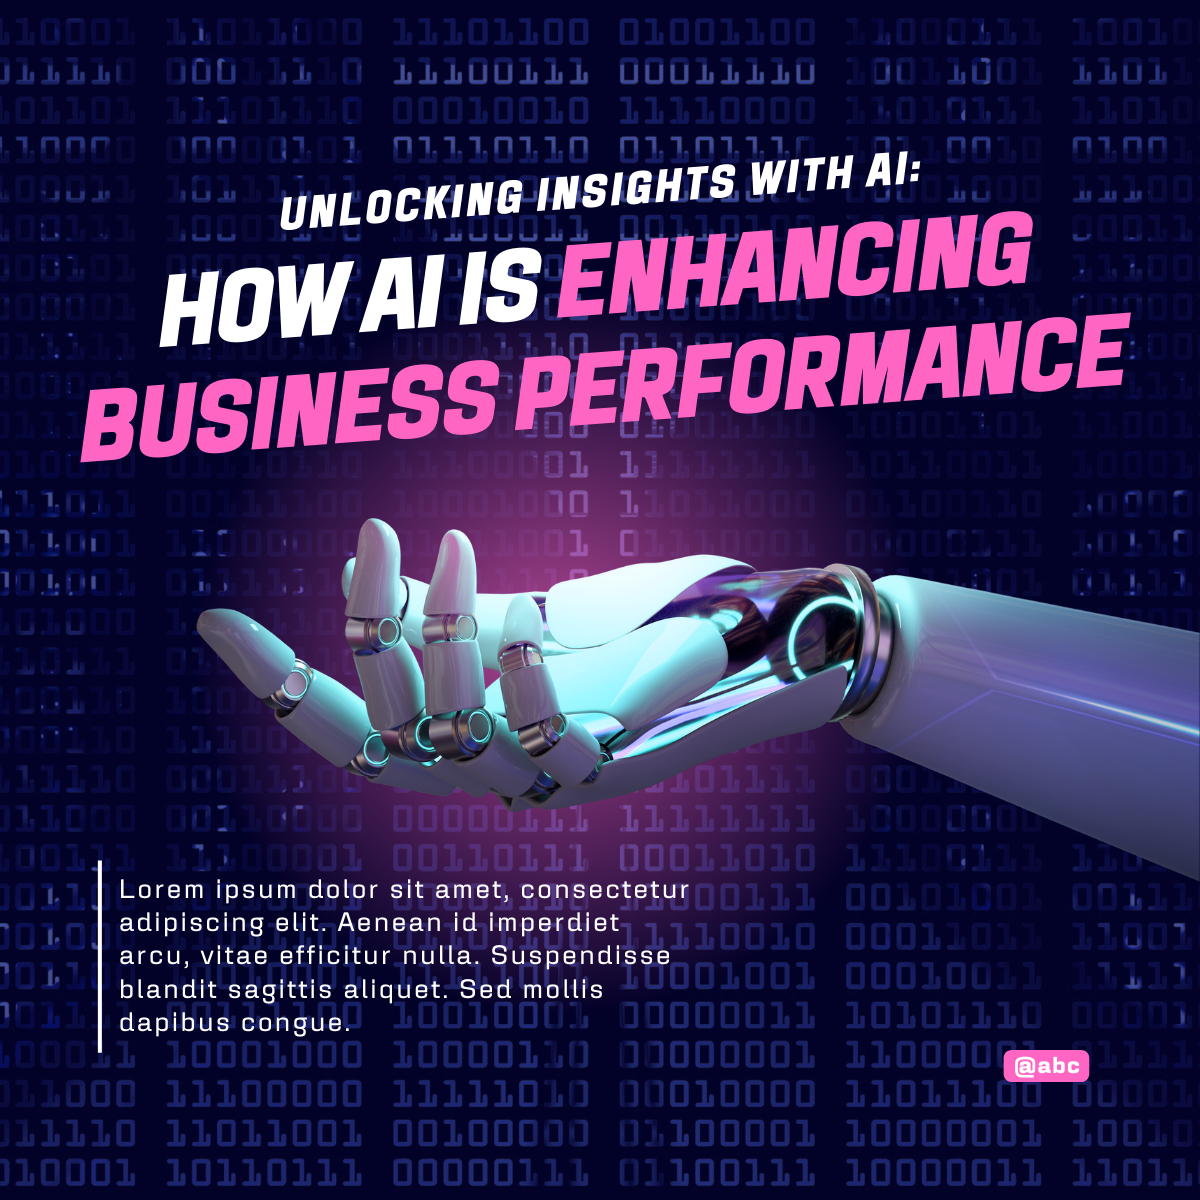 UNLOCKING INSIGHTS WITH AI:
HOW AI IS ENHANCING
BUSINESS PERFORMANCE
Lorem ipsum dolor sit amet, consectetur
adipiscing elit. Aenean id imperdiet
arcu, vitae efficitur nulla. Suspendisse
blandit sagittis aliquet. Sed mollis
dapibus congue.
@abc